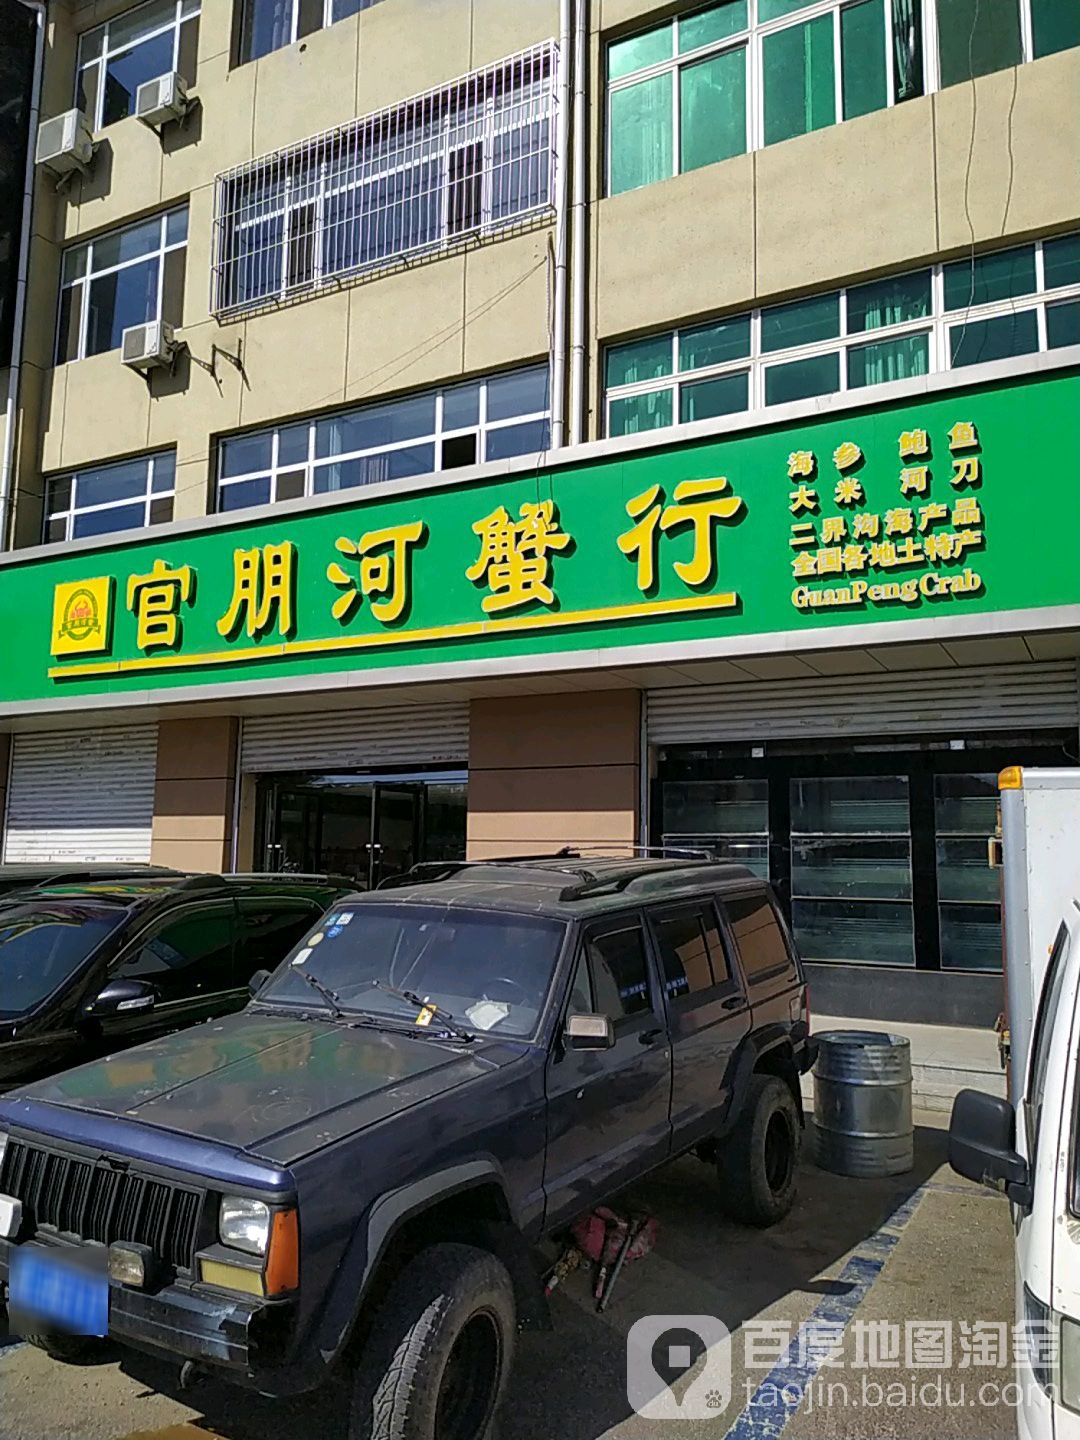 官朋河蟹行
海参 鲍鱼
大米 河刀
二界沟海产品
全国各地土特产
GuanPengCrab
百度地图淘金
taojin.baidu.com